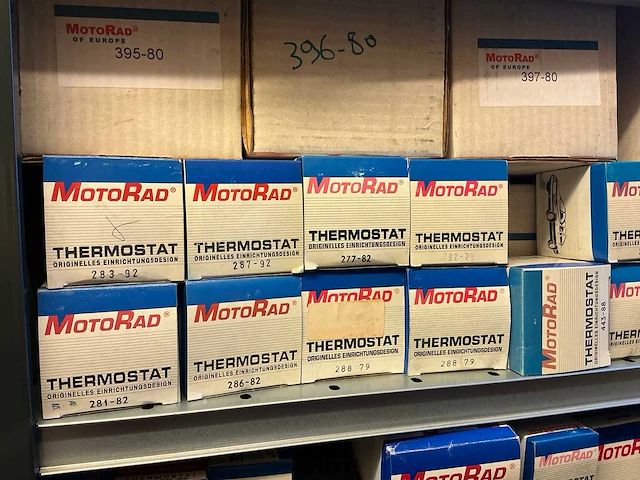 MOTORAD®
OF EUROPE
395-80
396-80
MOTORAD®
OF EUROPE
397-80
MOTORAD®
THERMOSTAT
ORIGINELLES EINRICHTUNGSDESIGN
283-92
MOTORAD®
THERMOSTAT
ORIGINELLES EINRICHTUNGSDESIGN
287-92
MOTORAD®
THERMOSTAT
ORIGINELLES EINRICHTUNGSDESIGN
277-82
MOTORAD®
THERMOSTAT
ORIGINELLES EINRICHTUNGSDESIGN
MOTORAD®
THERMOSTAT
ORIGINELLES EINRICHTUNGSDESIGN
281-82
MOTORAD®
THERMOSTAT
ORIGINELLES EINRICHTUNGSDESIGN
286-82
MOTORAD®
THERMOSTAT
ORIGINELLES EINRICHTUNGSDESIGN
288 79
MOTORAD®
THERMOSTAT
ORIGINELLES EINRICHTUNGSDESIGN
288 79
MOTORAD®
THERMOSTAT
443-88
MOTORAD®
MOTORAD®